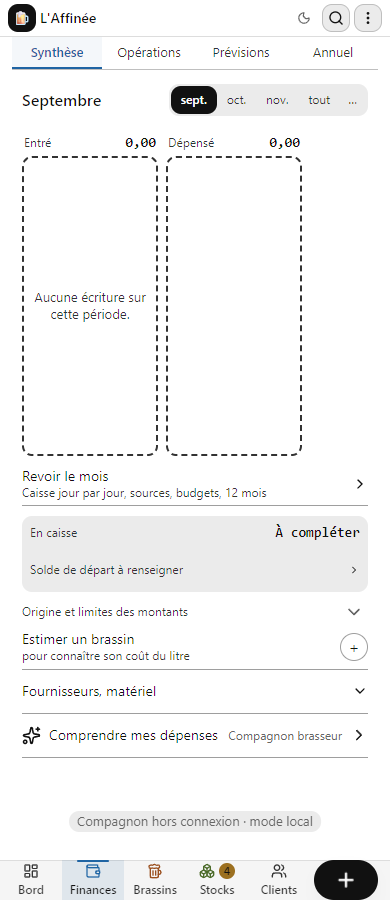 L'Affinée
Synthèse Opérations Prévisions Annuel
Septembre
sept. oct. nov. tout ...
Entré 0,00 Dépensé 0,00
Aucune écriture sur
cette période.
Revoir le mois
Caisse jour par jour, sources, budgets, 12 mois
En caisse À compléter
Solde de départ à renseigner
Origine et limites des montants
Estimer un brassin
pour connaître son coût du litre
Fournisseurs, matériel
Comprendre mes dépenses Compagnon brasseur
Compagnon hors connexion · mode local
4
Bord Finances Brassins Stocks Clients